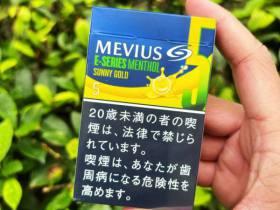 MEVIUS
E-SERIES MENTHOL
SUNNY GOLD
5
20歳未満の者の喫
煙は、法律で禁じら
れています。
喫煙は、あなたが歯
周病になる危険性を
高めます。